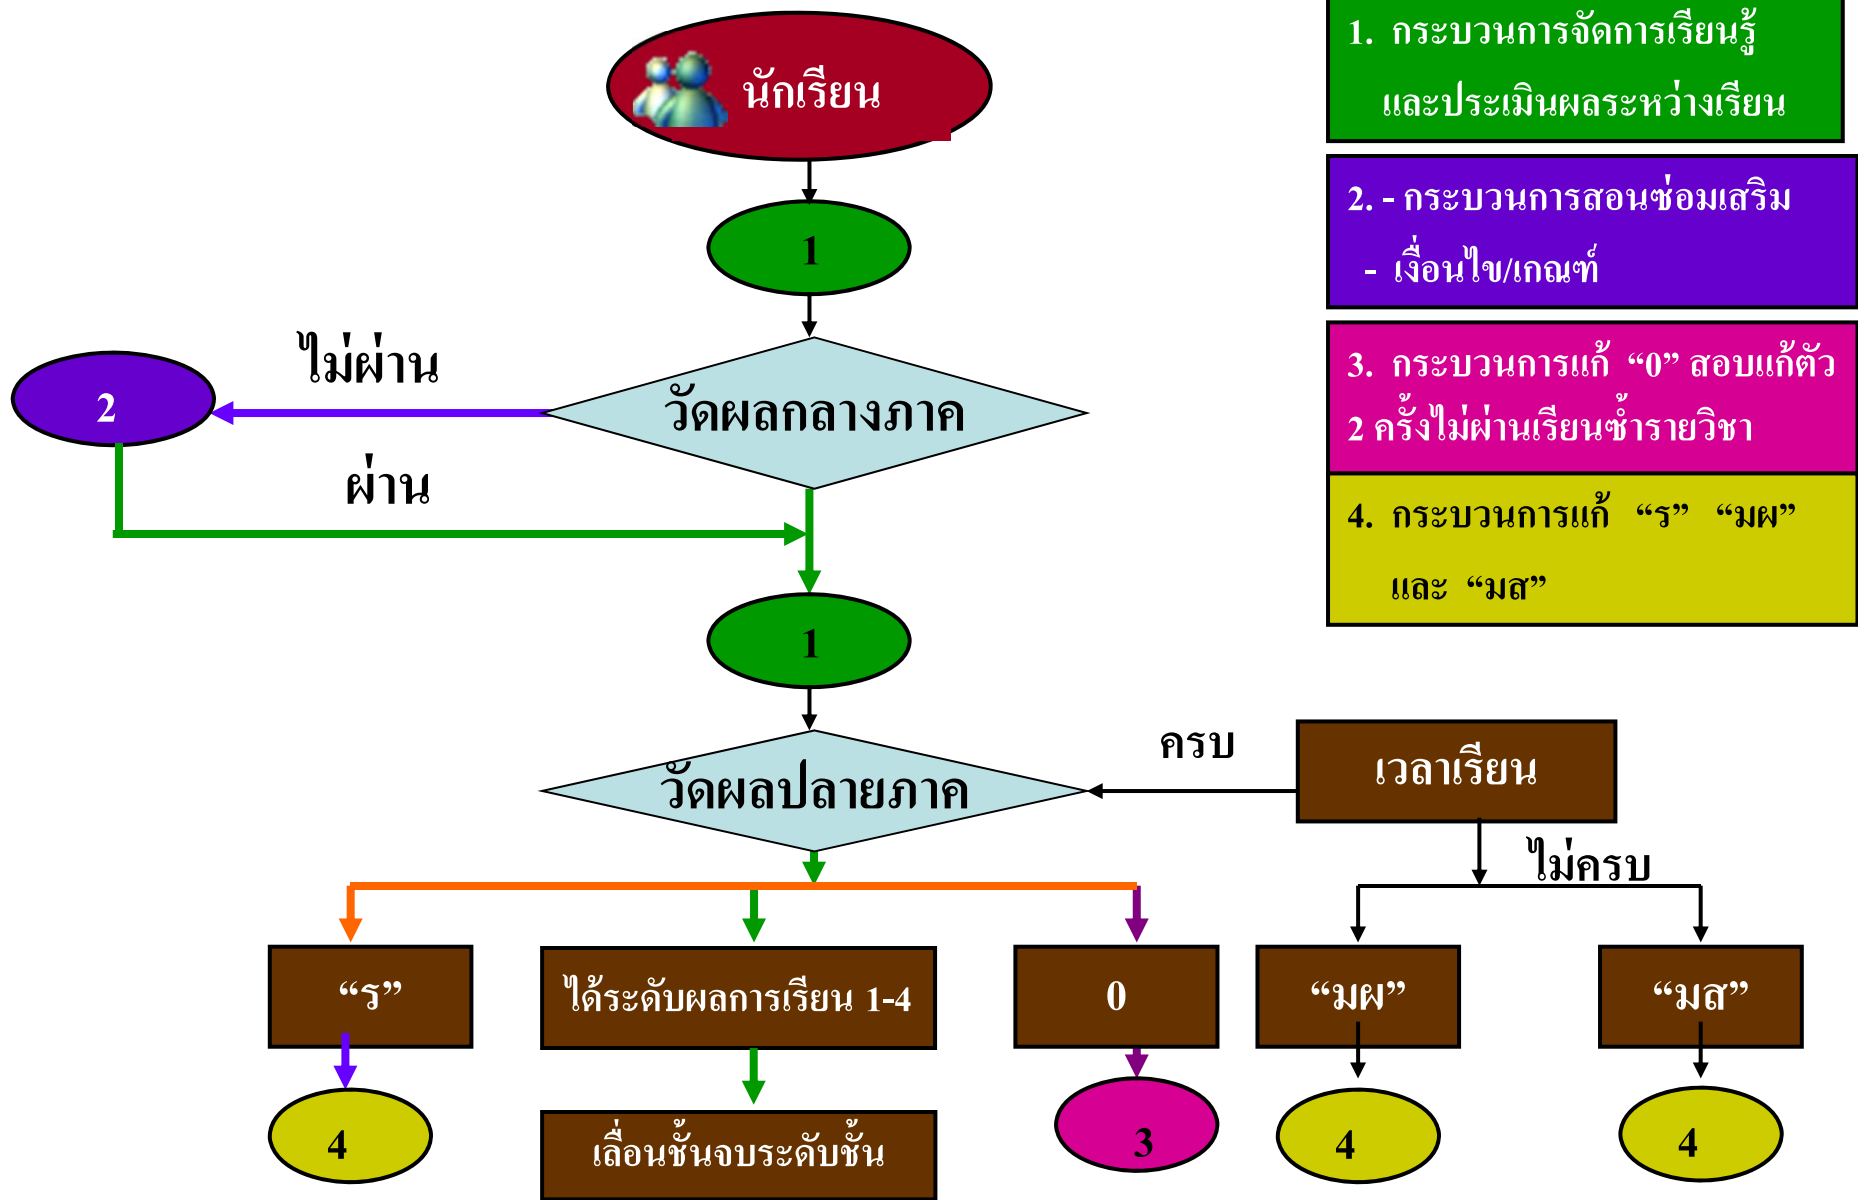 นักเรียน
1
ไม่ผ่าน
2
วัดผลกลางภาค
ผ่าน
1
ครบ
เวลาเรียน
วัดผลปลายภาค
ไม่ครบ
“ร”
ได้ระดับผลการเรียน 1-4
0
“มผ”
“มส”
4
เลื่อนชั้นจบระดับชั้น
3
4
4
1. กระบวนการจัดการเรียนรู้
และประเมินผลระหว่างเรียน
2. - กระบวนการสอนซ่อมเสริม
- เงื่อนไข/เกณฑ์
3. กระบวนการแก้ “0” สอบแก้ตัว
2 ครั้งไม่ผ่านเรียนซ้ำรายวิชา
4. กระบวนการแก้ “ร” “มผ”
และ “มส”